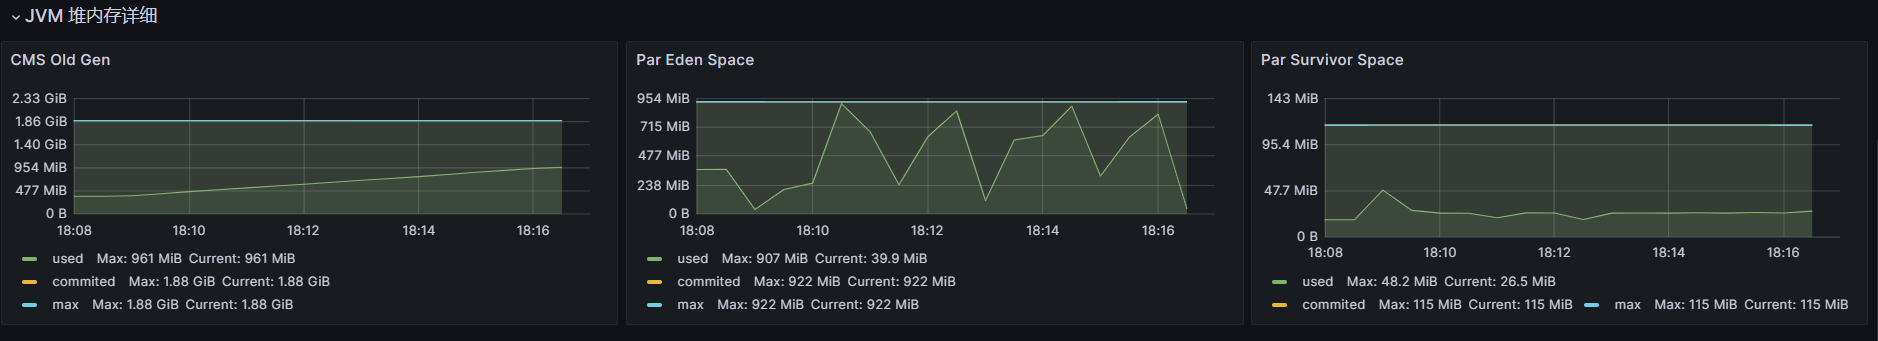 JVM 堆内存详细
CMS Old Gen
2.33 GiB
1.86 GiB
1.40 GiB
954 MiB
477 MiB
0 B
18:08 18:10 18:12 18:14 18:16
used Max: 961 MiB Current: 961 MiB
commited Max: 1.88 GiB Current: 1.88 GiB
max Max: 1.88 GiB Current: 1.88 GiB
Par Eden Space
954 MiB
715 MiB
477 MiB
238 MiB
0 B
18:08 18:10 18:12 18:14 18:16
used Max: 907 MiB Current: 39.9 MiB
commited Max: 922 MiB Current: 922 MiB
max Max: 922 MiB Current: 922 MiB
Par Survivor Space
143 MiB
95.4 MiB
47.7 MiB
0 B
18:08 18:10 18:12 18:14 18:16
used Max: 48.2 MiB Current: 26.5 MiB
commited Max: 115 MiB Current: 115 MiB max Max: 115 MiB Current: 115 MiB